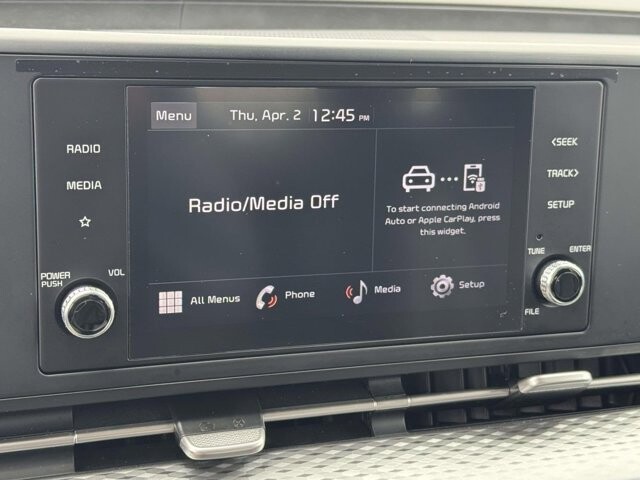 Menu Thu, Apr. 2 12:45 PM
RADIO
MEDIA
POWER
PUSH
VOL
Radio/Media Off
To start connecting Android
Auto or Apple CarPlay, press
this widget.
All Menus Phone Media Setup
<SEEK
TRACK>
SETUP
TUNE
ENTER
FILE